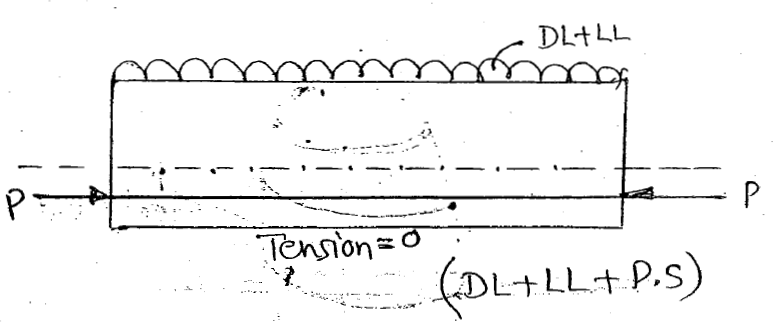 DL+LL
P
P
Tension=0
(DL+LL+P.S)